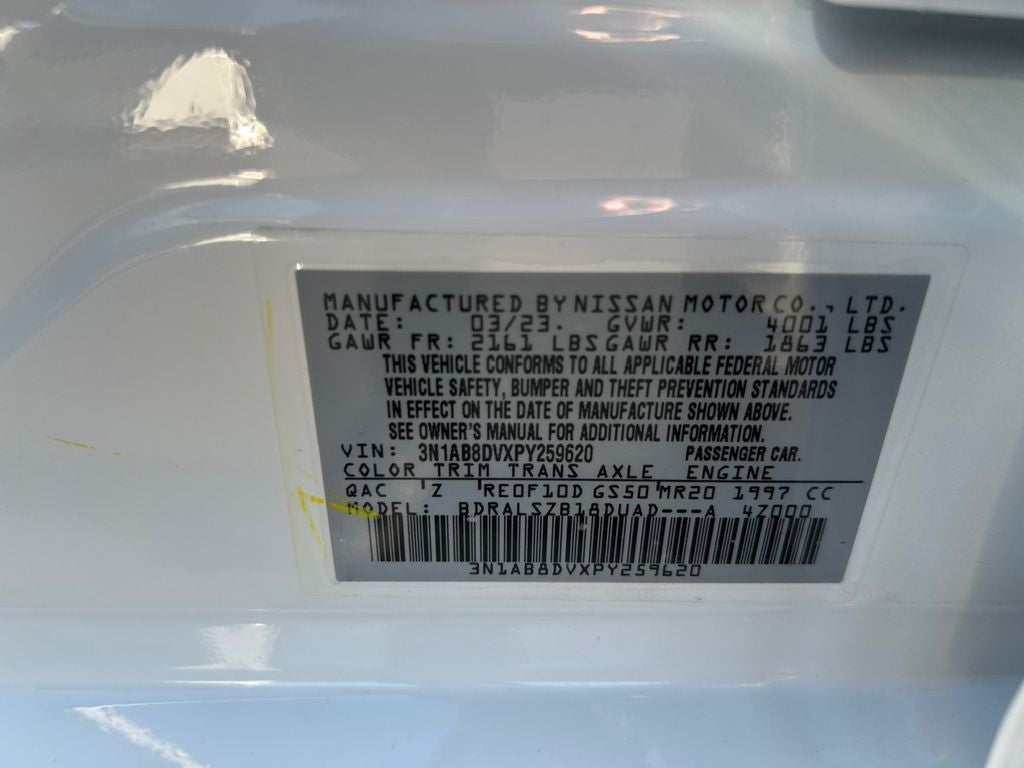 MANUFACTURED BY NISSAN MOTOR CO., LTD.
DATE: 03/23. GVWR: 4001 LBS
GAWR FR: 2161 LBS GAWR RR: 1863 LBS
THIS VEHICLE CONFORMS TO ALL APPLICABLE FEDERAL MOTOR
VEHICLE SAFETY, BUMPER AND THEFT PREVENTION STANDARDS
IN EFFECT ON THE DATE OF MANUFACTURE SHOWN ABOVE.
SEE OWNER'S MANUAL FOR ADDITIONAL INFORMATION.
VIN: 3N1AB8DVXPY259620 PASSENGER CAR.
COLOR TRIM TRANS AXLE ENGINE
QAC Z RE0F10D GS50 MR20 1997 CC
MODEL: BDRALSZB18DUAD---A 4Z000
3N1AB8DVXPY259620